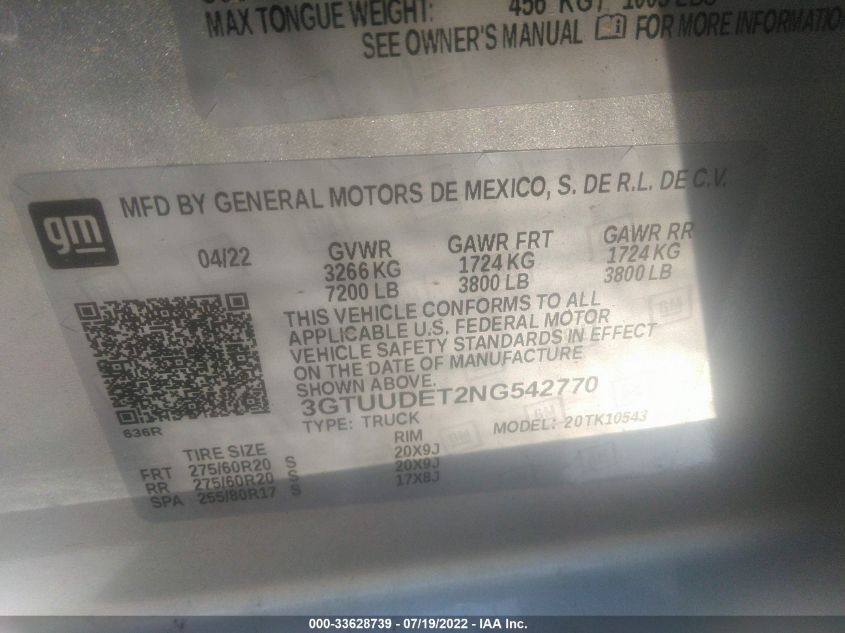 MAX TONGUE WEIGHT: 456 KG
SEE OWNER'S MANUAL FOR MORE INFORMATION
gm
MFD BY GENERAL MOTORS DE MEXICO, S. DE R.L. DE C.V.
04/22
GVWR GAWR FRT GAWR RR
3266 KG 1724 KG 1724 KG
7200 LB 3800 LB 3800 LB
THIS VEHICLE CONFORMS TO ALL
APPLICABLE U.S. FEDERAL MOTOR
VEHICLE SAFETY STANDARDS IN EFFECT
ON THE DATE OF MANUFACTURE
SHOWN ABOVE.
3GTUUDET2NG542770
TYPE: TRUCK MODEL: 20TK10543
636R
TIRE SIZE RIM
FRT 275/60R20 S 20X9J
RR 275/60R20 S 20X9J
SPA 255/80R17 S 17X8J
000-33628739 - 07/19/2022 - IAA Inc.